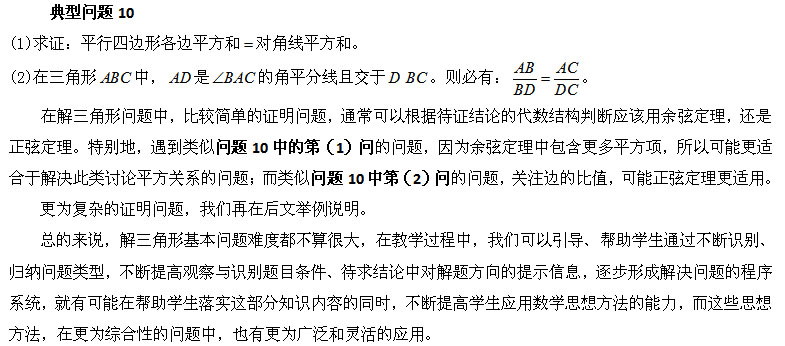 典型问题 10
(1)求证：平行四边形各边平方和=对角线平方和。
(2)在三角形 ABC 中， AD 是∠BAC 的角平分线且交于 D BC。则必有：AB/BD = AC/DC。
在解三角形问题中，比较简单的证明问题，通常可以根据待证结论的代数结构判断应该用余弦定理，还是
正弦定理。特别地，遇到类似问题 10 中的第（1）问的问题，因为余弦定理中包含更多平方项，所以可能更适
合于解决此类讨论平方关系的问题；而类似问题 10 中第（2）问的问题，关注边的比值，可能正弦定理更适用。
更为复杂的证明问题，我们再在后文举例说明。
总的来说，解三角形基本问题难度都不算很大，在教学过程中，我们可以引导、帮助学生通过不断识别、
归纳问题类型，不断提高观察与识别题目条件、待求结论中对解题方向的提示信息，逐步形成解决问题的程序
系统，就有可能在帮助学生落实这部分知识内容的同时，不断提高学生应用数学思想方法的能力，而这些思想
方法，在更为综合性的问题中，也有更为广泛和灵活的应用。